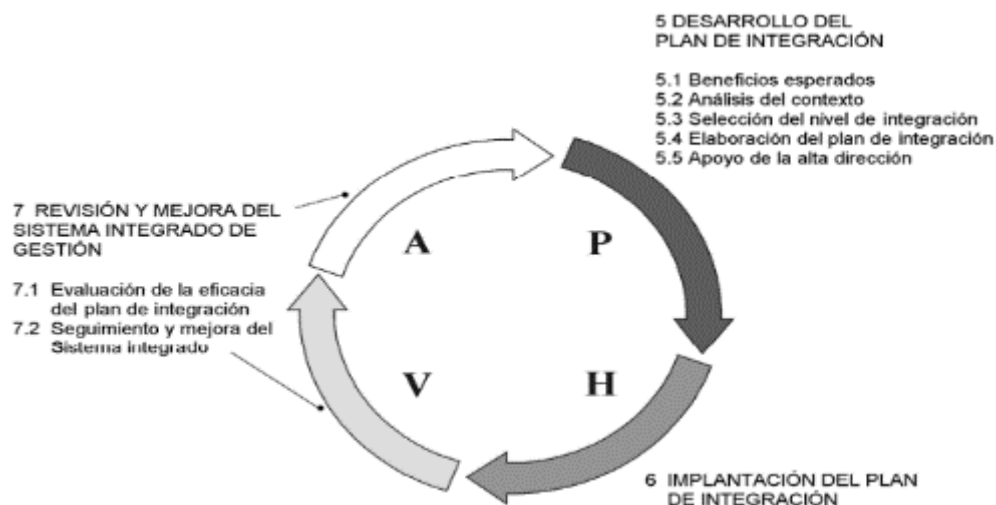 5 DESARROLLO DEL
PLAN DE INTEGRACIÓN
5.1 Beneficios esperados
5.2 Análisis del contexto
5.3 Selección del nivel de integración
5.4 Elaboración del plan de integración
5.5 Apoyo de la alta dirección
7 REVISIÓN Y MEJORA DEL
SISTEMA INTEGRADO DE
GESTIÓN
7.1 Evaluación de la eficacia
del plan de integración
7.2 Seguimiento y mejora del
Sistema integrado
A
P
V
H
6 IMPLANTACIÓN DEL PLAN
DE INTEGRACIÓN